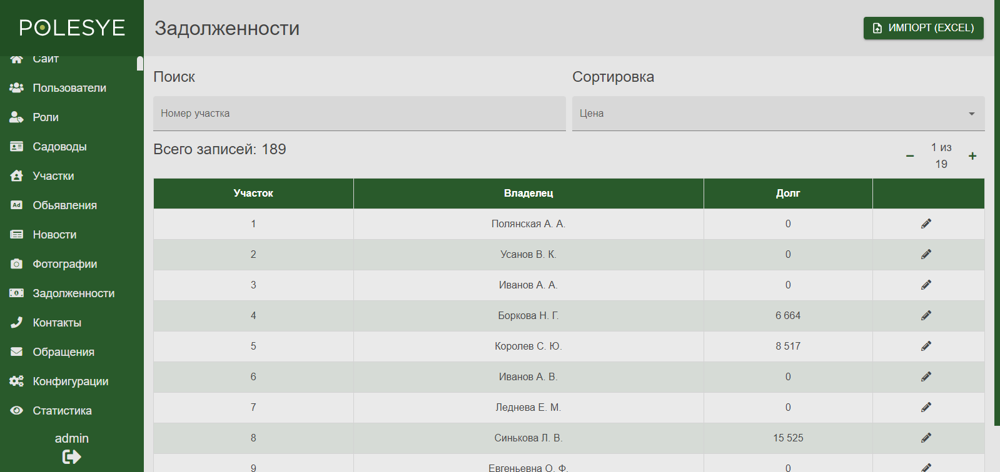 POLESYE
Сайт
Пользователи
Роли
Садоводы
Участки
Ad
Обьявления
Новости
Фотографии
Задолженности
Контакты
Обращения
Конфигурации
Статистика
admin
Задолженности
ИМПОРТ (EXCEL)
Поиск
Сортировка
Номер участка
Цена
Всего записей: 189
1 из
19
Участок Владелец Долг
1 Полянская А. А. 0
2 Усанов В. К. 0
3 Иванов А. А. 0
4 Боркова Н. Г. 6 664
5 Королев С. Ю. 8 517
6 Иванов А. В. 0
7 Леднева Е. М. 0
8 Синькова Л. В. 15 525
9 Евгеньевна О. Ф. 0